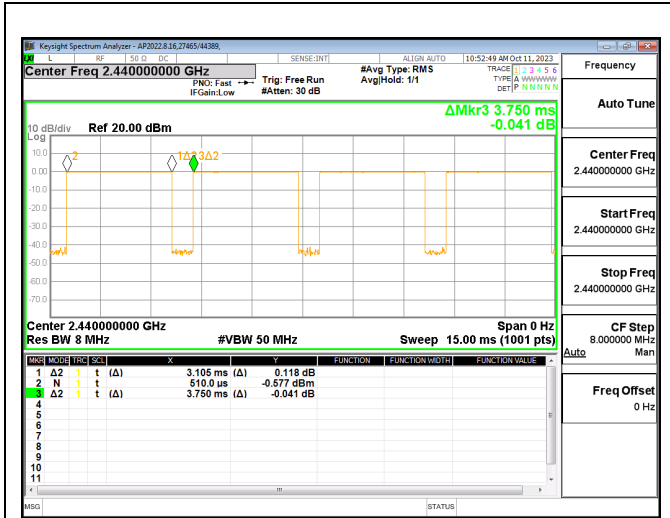 Keysight Spectrum Analyzer - AP2022.8.16,27465/44389,
LXI L RF 50 Ω DC SENSE:INT ALIGN AUTO 10:52:49 AM Oct 11, 2023
Center Freq 2.440000000 GHz
PNO: Fast
IFGain:Low
Trig: Free Run
#Atten: 30 dB
#Avg Type: RMS
Avg|Hold: 1/1
TRACE 1 2 3 4 5 6
TYPE A WWWWW
DET P N N N N N
ΔMkr3 3.750 ms
-0.041 dB
10 dB/div Ref 20.00 dBm
Log
2
1Δ2
3Δ2
10.0
0.00
-10.0
-20.0
-30.0
-40.0
-50.0
-60.0
-70.0
Center 2.440000000 GHz Span 0 Hz
Res BW 8 MHz #VBW 50 MHz Sweep 15.00 ms (1001 pts)
MKR MODE TRC SCL X Y FUNCTION FUNCTION WIDTH FUNCTION VALUE
1 Δ2 1 t (Δ) 3.105 ms (Δ) 0.118 dB
2 N 1 t 510.0 µs -0.577 dBm
3 Δ2 1 t (Δ) 3.750 ms (Δ) -0.041 dB
4
5
6
7
8
9
10
11
MSG STATUS
Frequency
Auto Tune
Center Freq
2.440000000 GHz
Start Freq
2.440000000 GHz
Stop Freq
2.440000000 GHz
CF Step
8.000000 MHz
Auto Man
Freq Offset
0 Hz